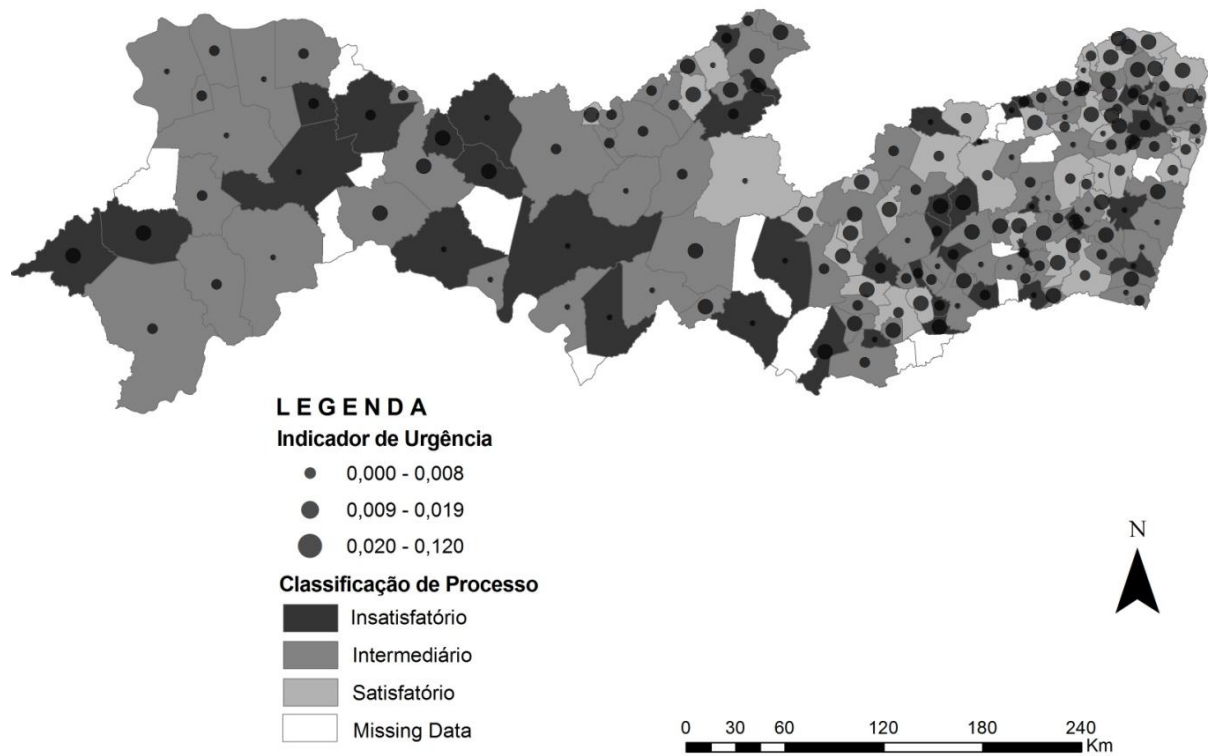 L E G E N D A
Indicador de Urgência
0,000 - 0,008
0,009 - 0,019
0,020 - 0,120
Classificação de Processo
Insatisfatório
Intermediário
Satisfatório
Missing Data
N
0 30 60 120 180 240
Km